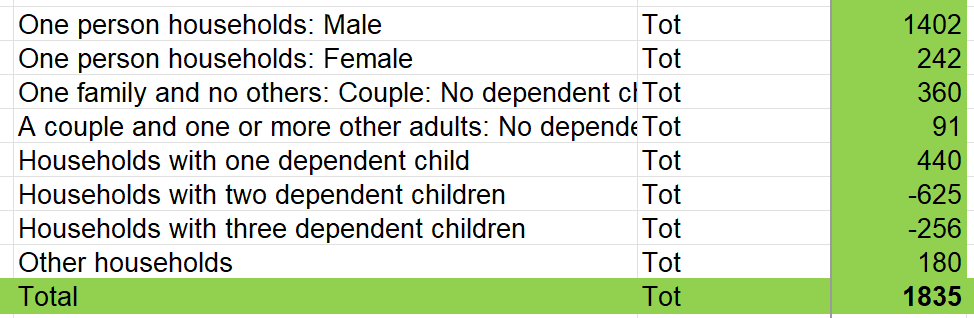 One person households: Male Tot 1402
One person households: Female Tot 242
One family and no others: Couple: No dependent ch Tot 360
A couple and one or more other adults: No depende Tot 91
Households with one dependent child Tot 440
Households with two dependent children Tot -625
Households with three dependent children Tot -256
Other households Tot 180
Total Tot 1835